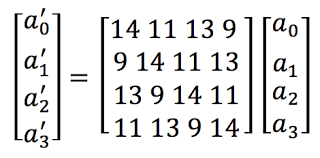 [a′₀] [14 11 13 9] [a₀]
[a′₁] = [9 14 11 13] [a₁]
[a′₂] [13 9 14 11] [a₂]
[a′₃] [11 13 9 14] [a₃]